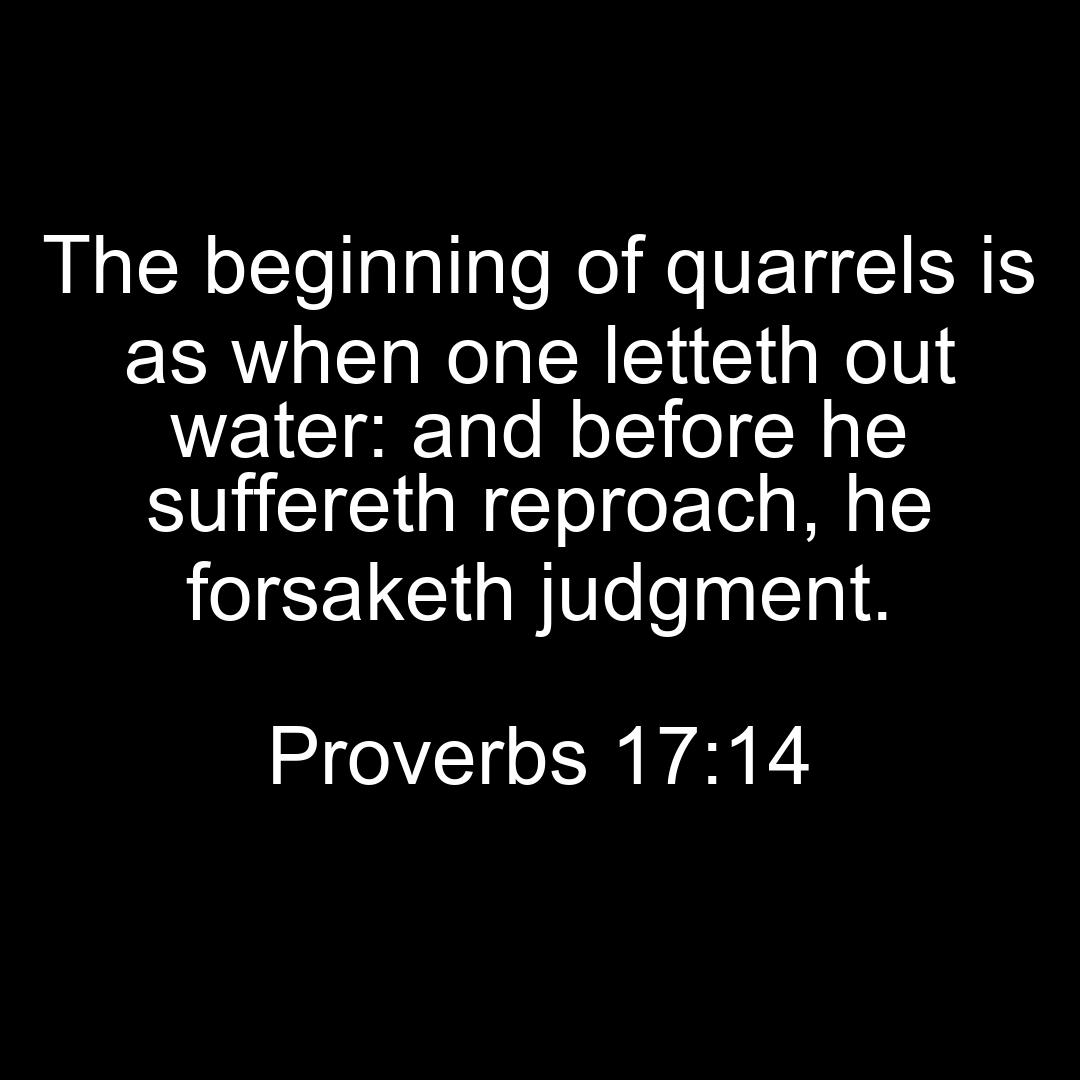 The beginning of quarrels is
as when one letteth out
water: and before he
suffereth reproach, he
forsaketh judgment.
Proverbs 17:14